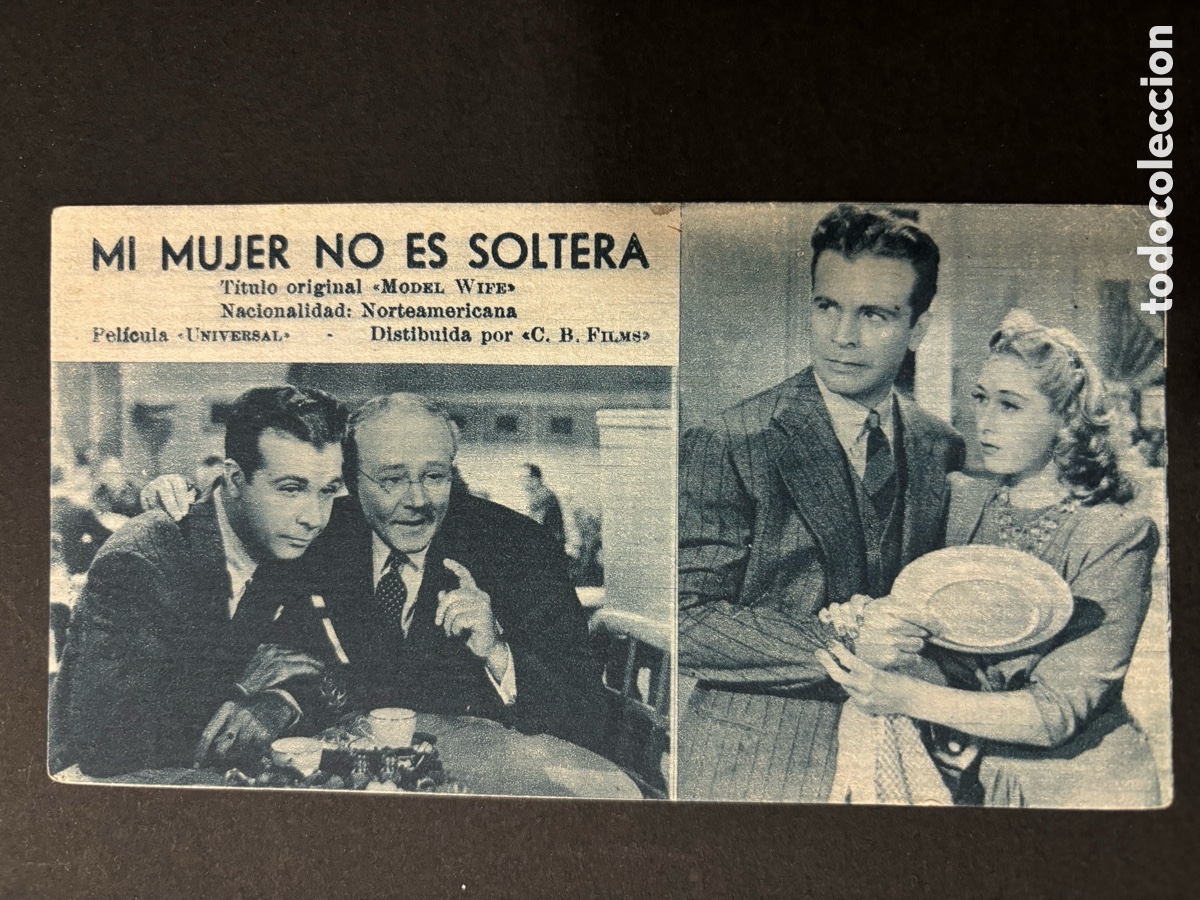 MI MUJER NO ES SOLTERA
Título original «MODEL WIFE»
Nacionalidad: Norteamericana
Película «UNIVERSAL» - Distibuida por «C. B. FILMS»
todocoleccion